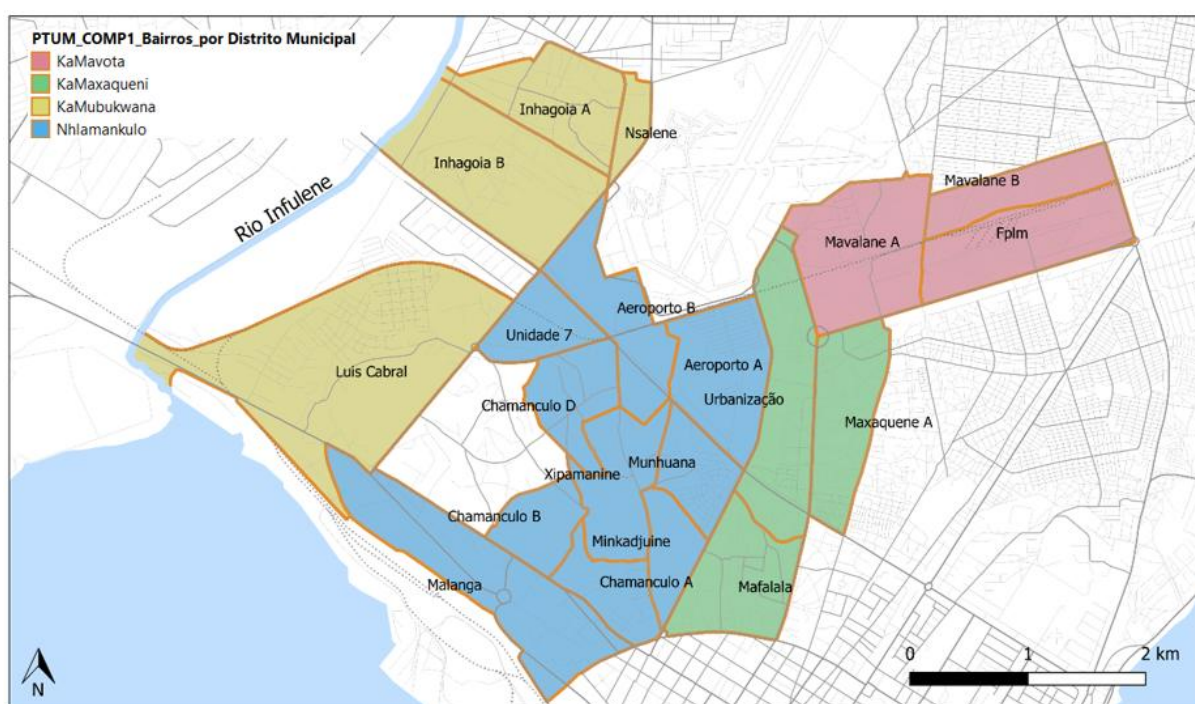 PTUM_COMP1_Bairros_por Distrito Municipal
KaMavota
KaMaxaqueni
KaMubukwana
Nhlamankulo
Inhagoia A
Nsalene
Inhagoia B
Mavalane B
Rio Infulene
Mavalane A
Fplm
Aeroporto B
Unidade 7
Luis Cabral
Aeroporto A
Chamanculo D
Urbanização
Maxaquene A
Munhuana
Xipamanine
Chamanculo B
Minkadjuine
Malanga
Chamanculo A
Mafalala
0 1 2 km
N